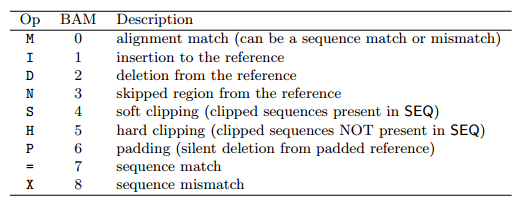 Op BAM Description
M 0 alignment match (can be a sequence match or mismatch)
I 1 insertion to the reference
D 2 deletion from the reference
N 3 skipped region from the reference
S 4 soft clipping (clipped sequences present in SEQ)
H 5 hard clipping (clipped sequences NOT present in SEQ)
P 6 padding (silent deletion from padded reference)
= 7 sequence match
X 8 sequence mismatch